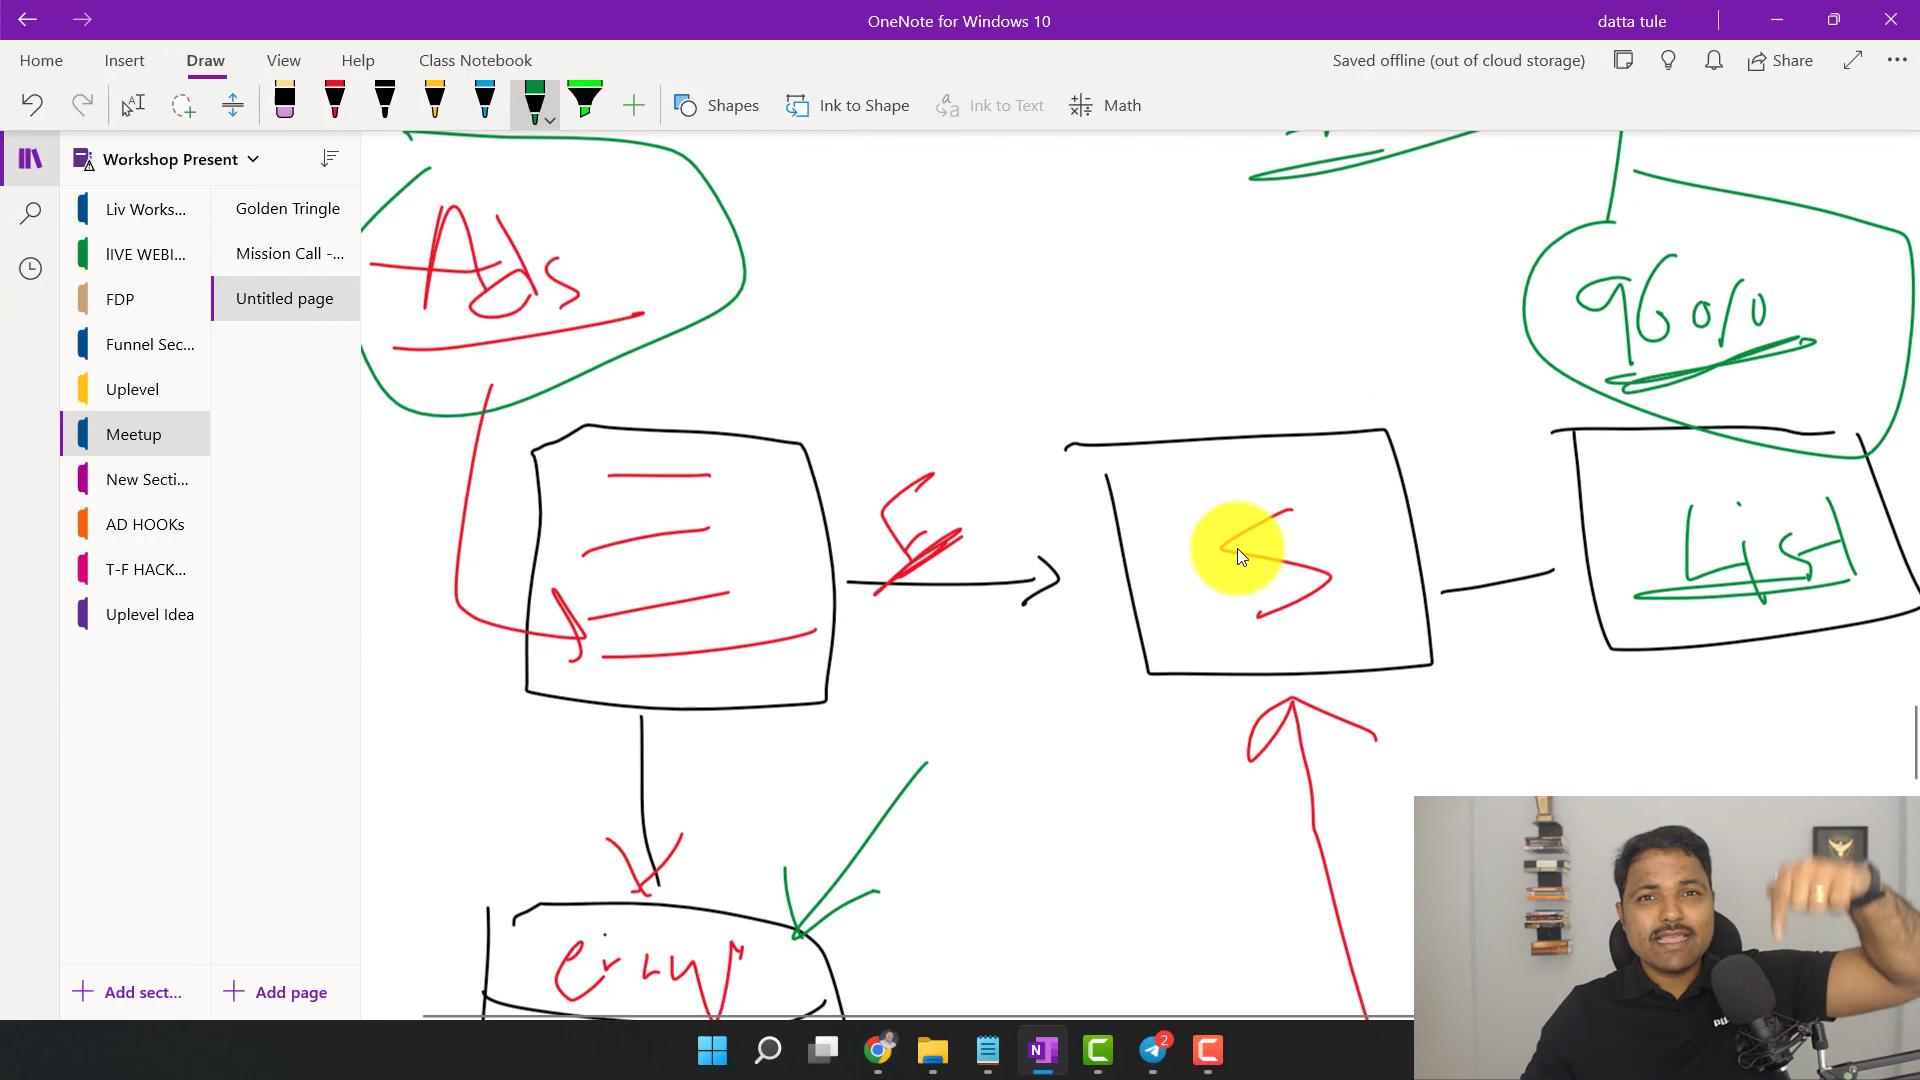 OneNote for Windows 10
datta tule
Home Insert Draw View Help Class Notebook
Saved offline (out of cloud storage)
Share
Shapes
Ink to Shape
Ink to Text
Math
Workshop Present
Liv Works...
lIVE WEBI...
FDP
Funnel Sec...
Uplevel
Meetup
New Secti...
AD HOOKs
T-F HACK...
Uplevel Idea
Add sect...
Golden Tringle
Mission Call -...
Untitled page
Add page
Ads
96%
S
List
2